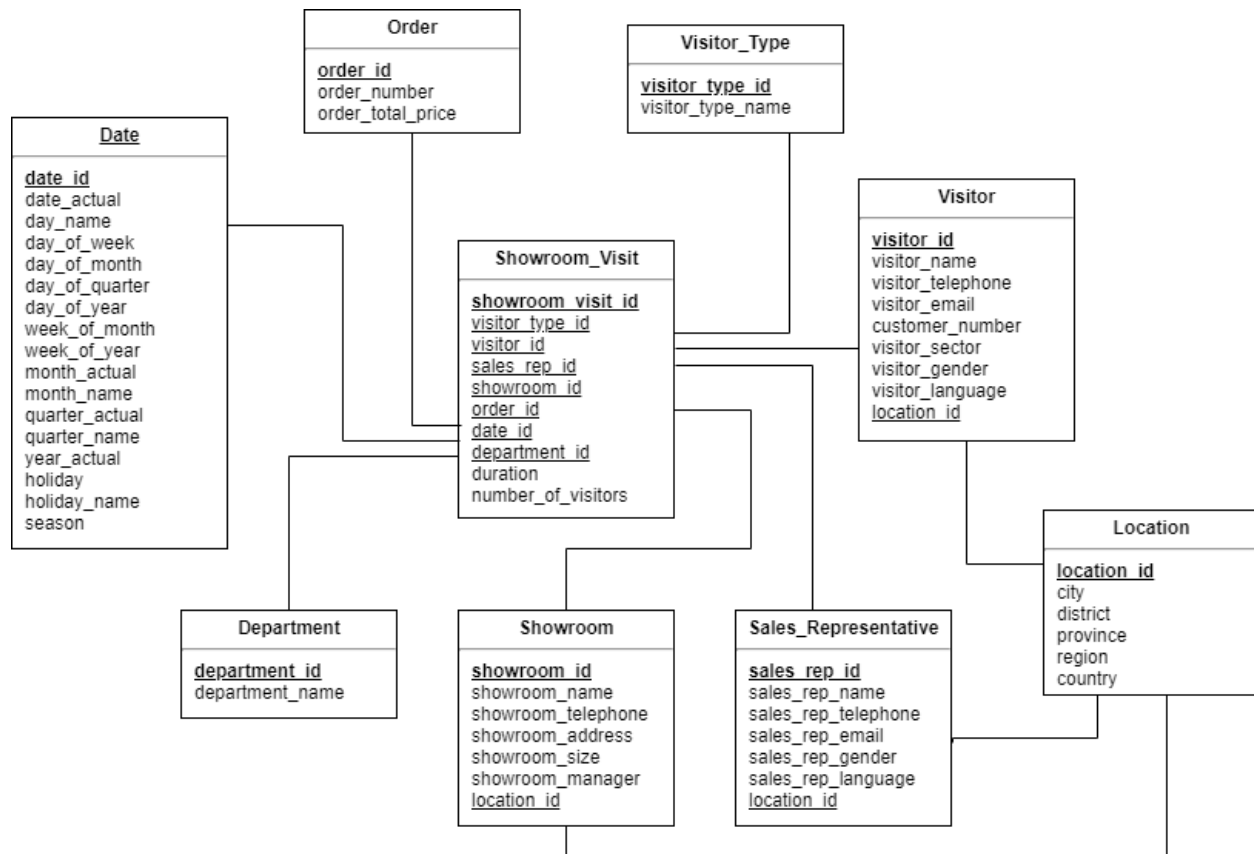 Order
order_id
order_number
order_total_price
Visitor_Type
visitor_type_id
visitor_type_name
Date
date_id
date_actual
day_name
day_of_week
day_of_month
day_of_quarter
day_of_year
week_of_month
week_of_year
month_actual
month_name
quarter_actual
quarter_name
year_actual
holiday
holiday_name
season
Showroom_Visit
showroom_visit_id
visitor_type_id
visitor_id
sales_rep_id
showroom_id
order_id
date_id
department_id
duration
number_of_visitors
Visitor
visitor_id
visitor_name
visitor_telephone
visitor_email
customer_number
visitor_sector
visitor_gender
visitor_language
location_id
Location
location_id
city
district
province
region
country
Department
department_id
department_name
Showroom
showroom_id
showroom_name
showroom_telephone
showroom_address
showroom_size
showroom_manager
location_id
Sales_Representative
sales_rep_id
sales_rep_name
sales_rep_telephone
sales_rep_email
sales_rep_gender
sales_rep_language
location_id